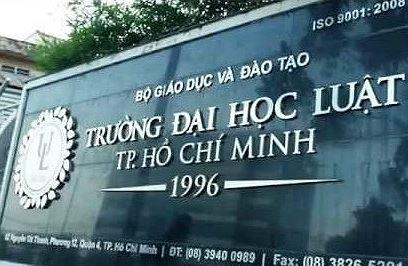 ISO 9001:2008
BỘ GIÁO DỤC VÀ ĐÀO TẠO
TRƯỜNG ĐẠI HỌC LUẬT
TP. HỒ CHÍ MINH
1996
Nguyễn Tất Thành, Phường 12, Quận 4, TP. Hồ Chí Minh | ĐT: (08) 3940 0989 | Fax: (08) 3826